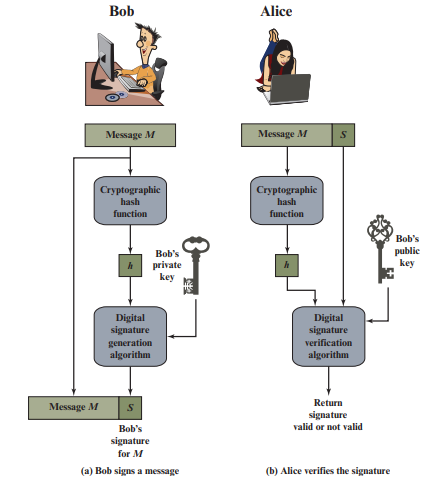 Bob
Message M
Cryptographic
hash
function
h
Bob's
private
key
Digital
signature
generation
algorithm
Message M
S
Bob's
signature
for M
(a) Bob signs a message
Alice
Message M
S
Cryptographic
hash
function
h
Bob's
public
key
Digital
signature
verification
algorithm
Return
signature
valid or not valid
(b) Alice verifies the signature